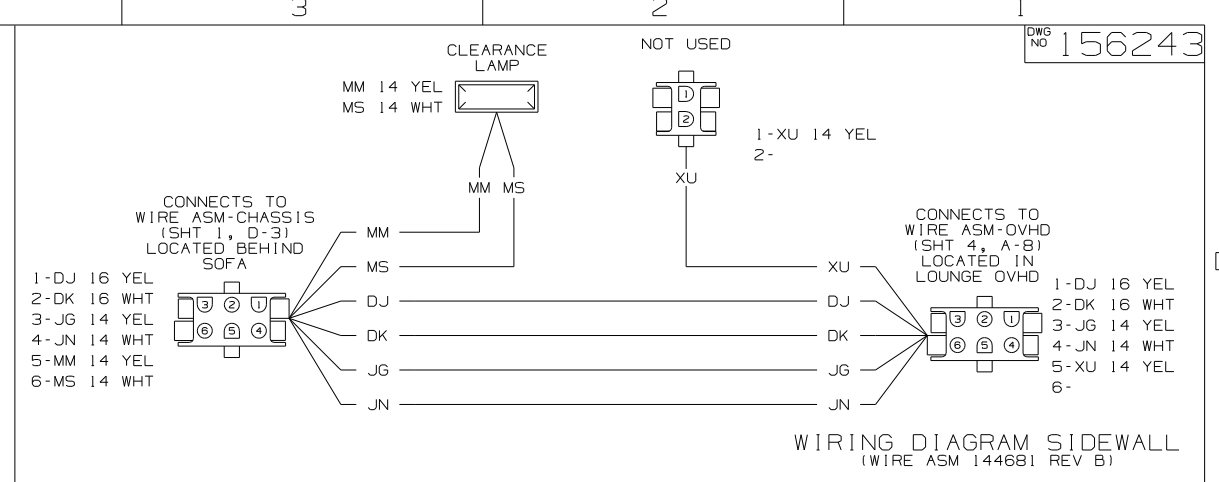 3 2 1
DWG NO 156243
CLEARANCE
LAMP
MM 14 YEL
MS 14 WHT
NOT USED
1
2
1-XU 14 YEL
2-
MM MS
XU
CONNECTS TO
WIRE ASM-CHASSIS
(SHT 1, D-3)
LOCATED BEHIND
SOFA
1-DJ 16 YEL
2-DK 16 WHT
3-JG 14 YEL
4-JN 14 WHT
5-MM 14 YEL
6-MS 14 WHT
3 2 1
6 5 4
MM
MS
DJ
DK
JG
JN
XU
DJ
DK
JG
JN
CONNECTS TO
WIRE ASM-OVHD
(SHT 4, A-8)
LOCATED IN
LOUNGE OVHD
3 2 1
6 5 4
1-DJ 16 YEL
2-DK 16 WHT
3-JG 14 YEL
4-JN 14 WHT
5-XU 14 YEL
6-
WIRING DIAGRAM SIDEWALL
(WIRE ASM 144681 REV B)